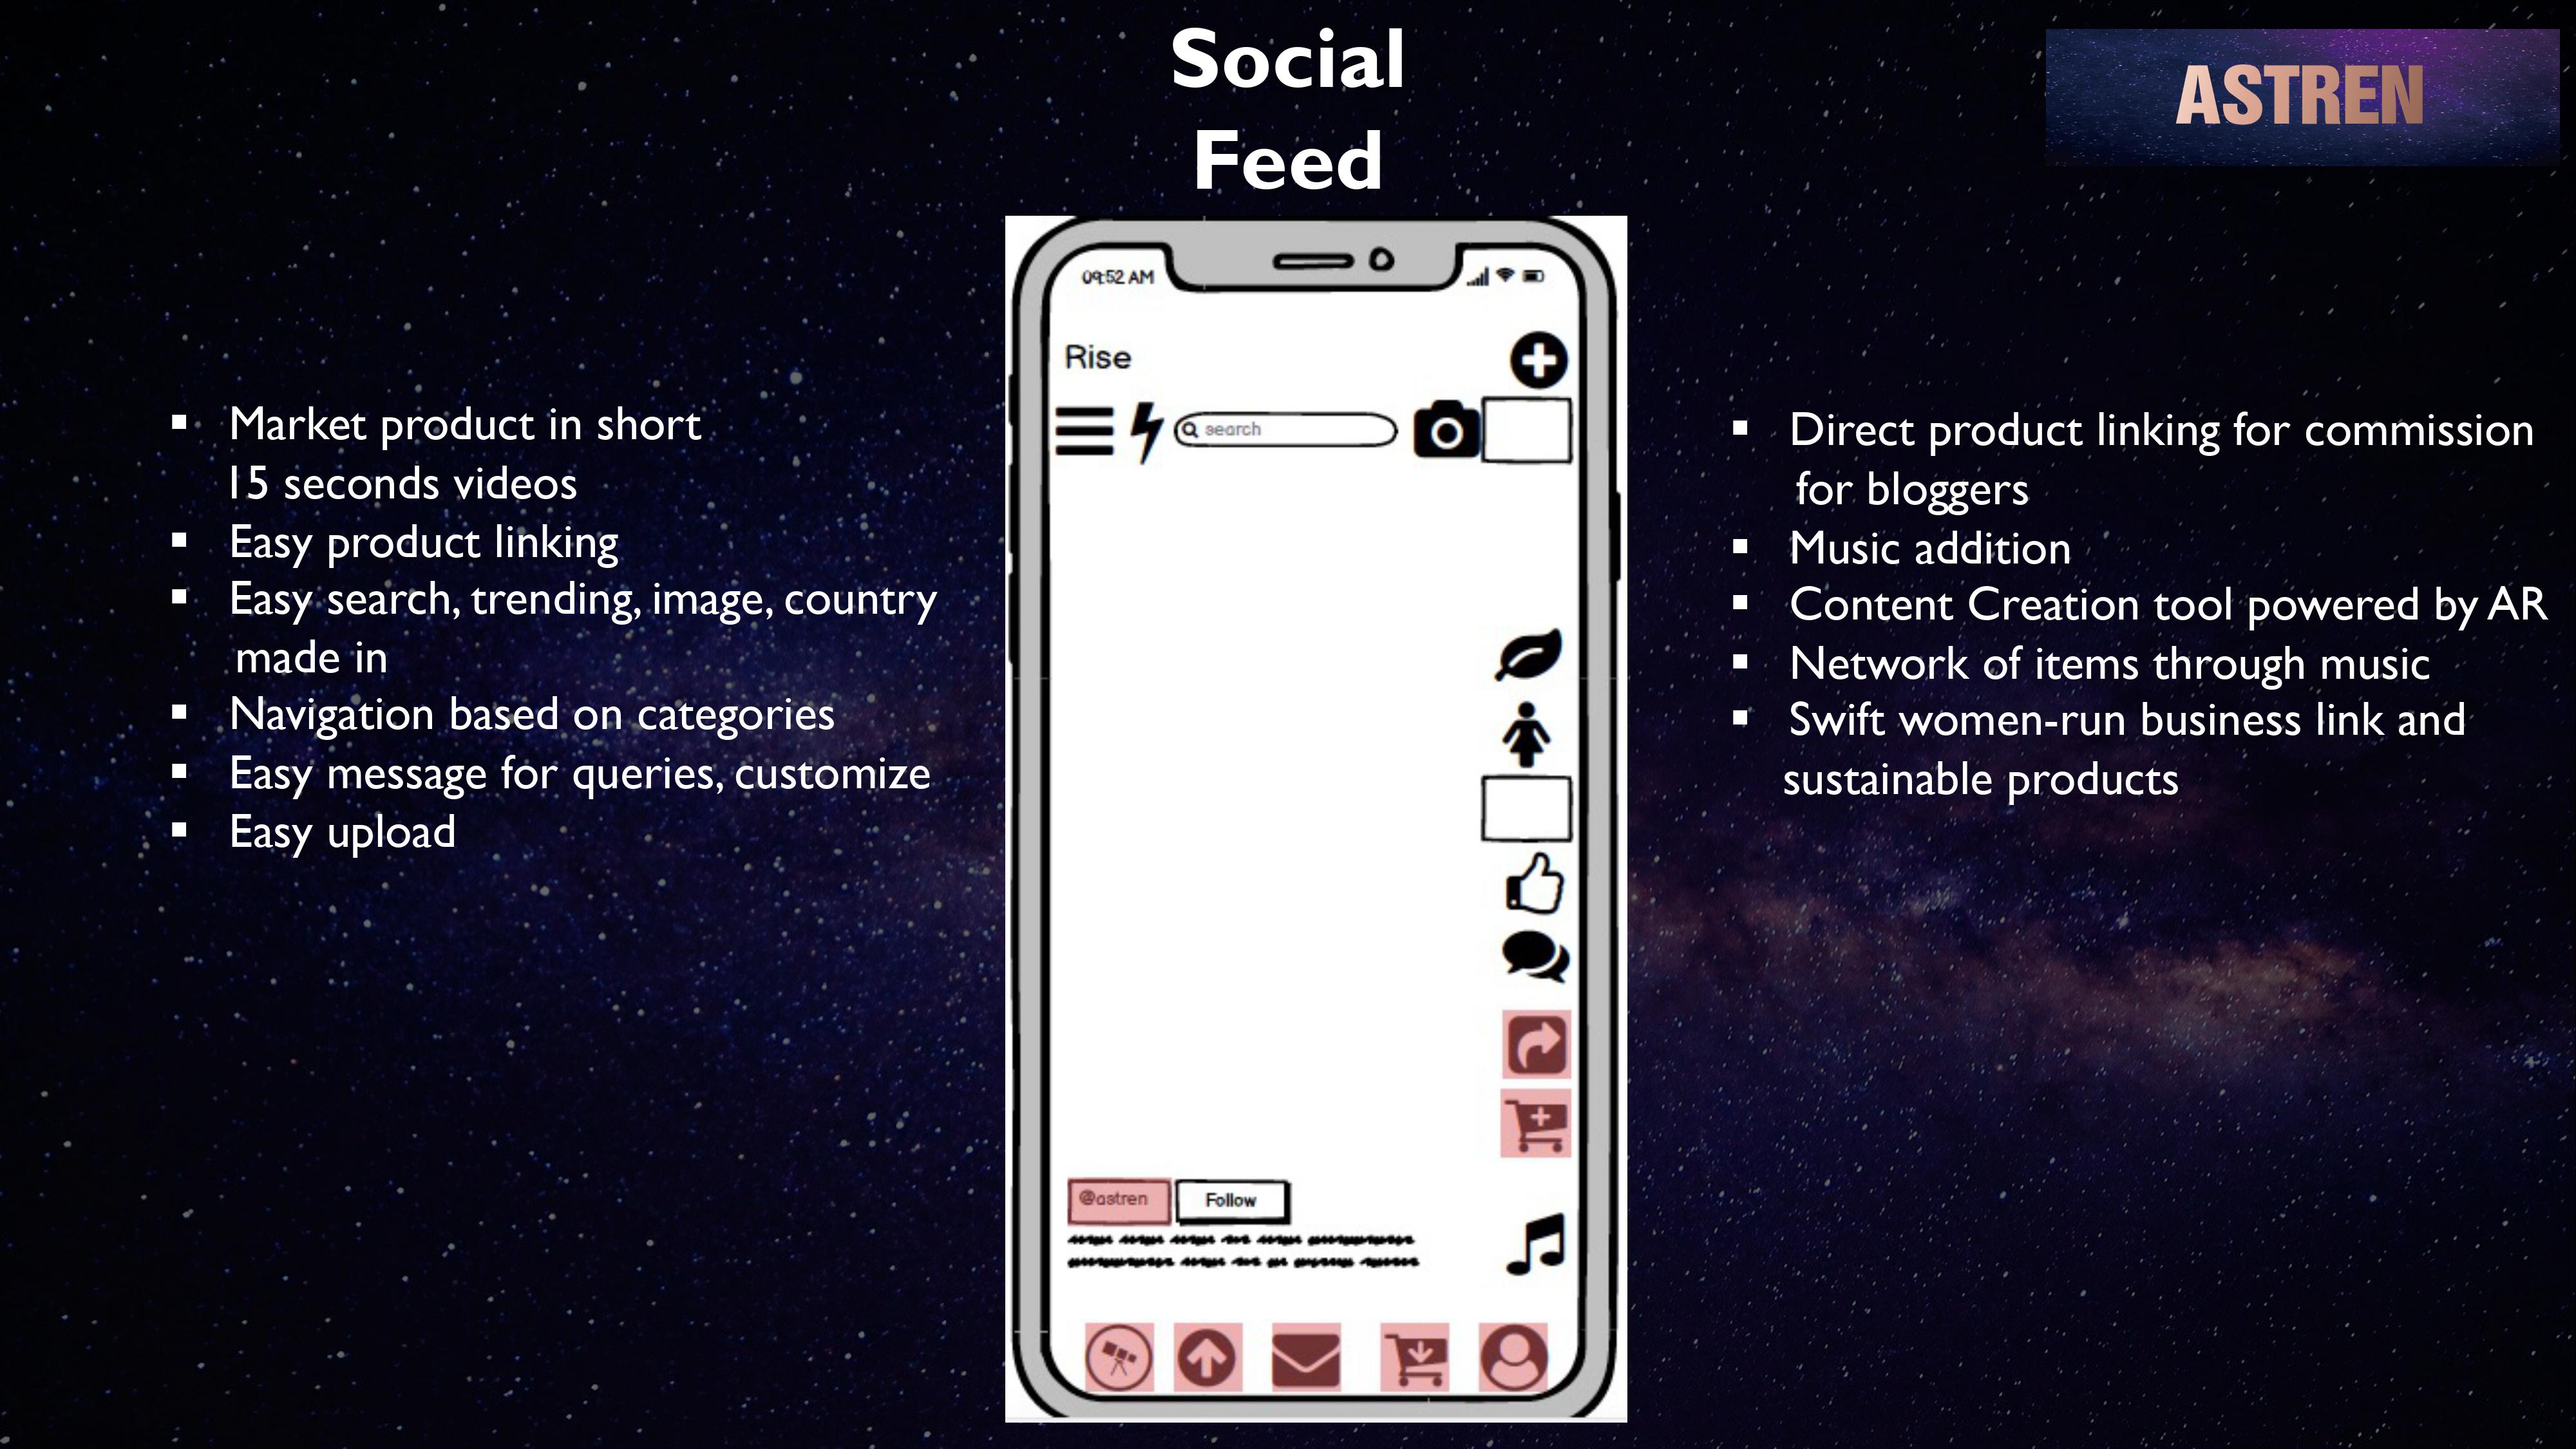 Social
Feed
ASTREN
Market product in short
15 seconds videos
Easy product linking
Easy search, trending, image, country
made in
Navigation based on categories
Easy message for queries, customize
Easy upload
09:52 AM
Rise
search
@astren
Follow
Direct product linking for commission
for bloggers
Music addition
Content Creation tool powered by AR
Network of items through music
Swift women-run business link and
sustainable products